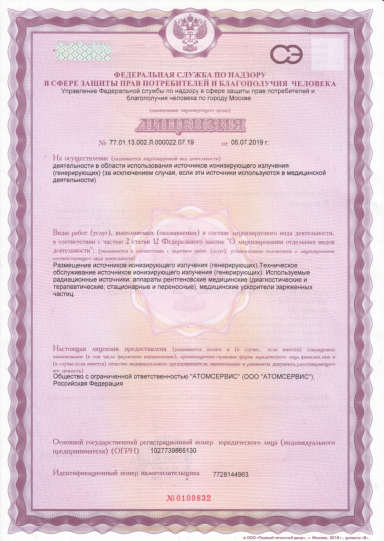 СЭ
ФЕДЕРАЛЬНАЯ СЛУЖБА ПО НАДЗОРУ
В СФЕРЕ ЗАЩИТЫ ПРАВ ПОТРЕБИТЕЛЕЙ И БЛАГОПОЛУЧИЯ ЧЕЛОВЕКА
Управление Федеральной службы по надзору в сфере защиты прав потребителей и
благополучия человека по городу Москве
(наименование лицензирующего органа)
ЛИЦЕНЗИЯ
№ 77.01.13.002.Л.000022.07.19 от 05.07.2019 г.
На осуществление (указывается лицензируемый вид деятельности)
деятельности в области использования источников ионизирующего излучения
(генерирующих) (за исключением случая, если эти источники используются в медицинской
деятельности)
Виды работ (услуг), выполняемых (оказываемых) в составе лицензируемого вида деятельности,
в соответствии с частью 2 статьи 12 Федерального закона "О лицензировании отдельных видов
деятельности": (указываются в соответствии с перечнем работ (услуг), установленным положением о лицензировании
соответствующего вида деятельности)
Размещение источников ионизирующего излучения (генерирующих).Техническое
обслуживание источников ионизирующего излучения (генерирующих). Используемые
радиационные источники: аппараты рентгеновские медицинские (диагностические и
терапевтические; стационарные и переносные), медицинские ускорители заряженных
частиц.
Настоящая лицензия предоставлена (указывается полное и (в случае, если имеется) сокращенное
наименование (в том числе фирменное наименование), организационно-правовая форма юридического лица, фамилия, имя и
(в случае, если имеется) отчество индивидуального предпринимателя, наименование и реквизиты документа, удостоверяющего
его личность)
Общество с ограниченной ответственностью "АТОМСЕРВИС" (ООО "АТОМСЕРВИС").
Российская Федерация
Основной государственный регистрационный номер юридического лица (индивидуального
предпринимателя) (ОГРН) 1027739865130
Идентификационный номер налогоплательщика 7728144963
№0109832
© ООО «Первый печатный двор», г. Москва, 2018 г., уровень «В».